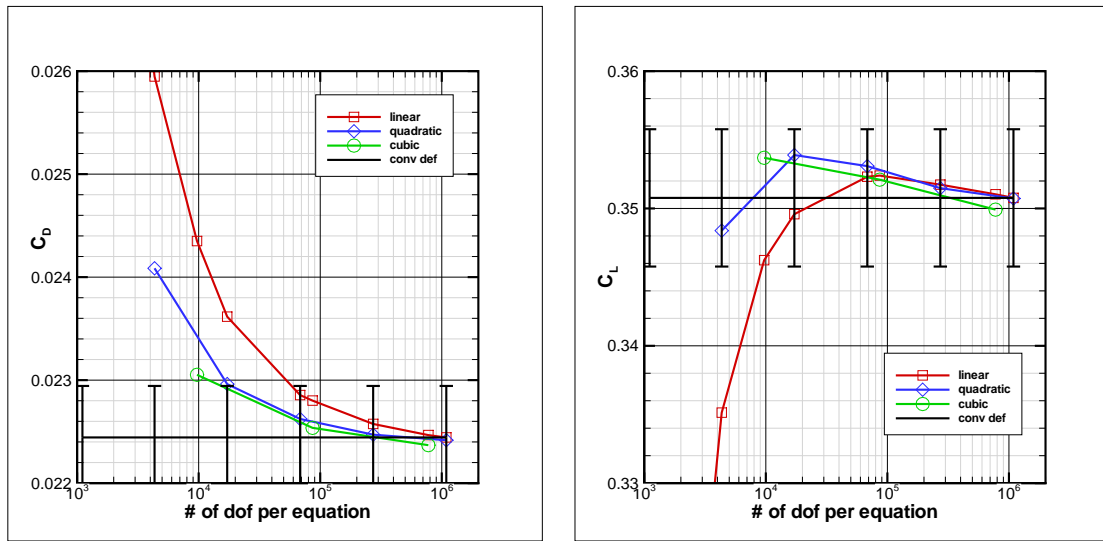 0.026
0.025
0.024
0.023
0.022
C_D
10^3
10^4
10^5
10^6
# of dof per equation
linear
quadratic
cubic
conv def
0.36
0.35
0.34
0.33
C_L
10^3
10^4
10^5
10^6
# of dof per equation
linear
quadratic
cubic
conv def